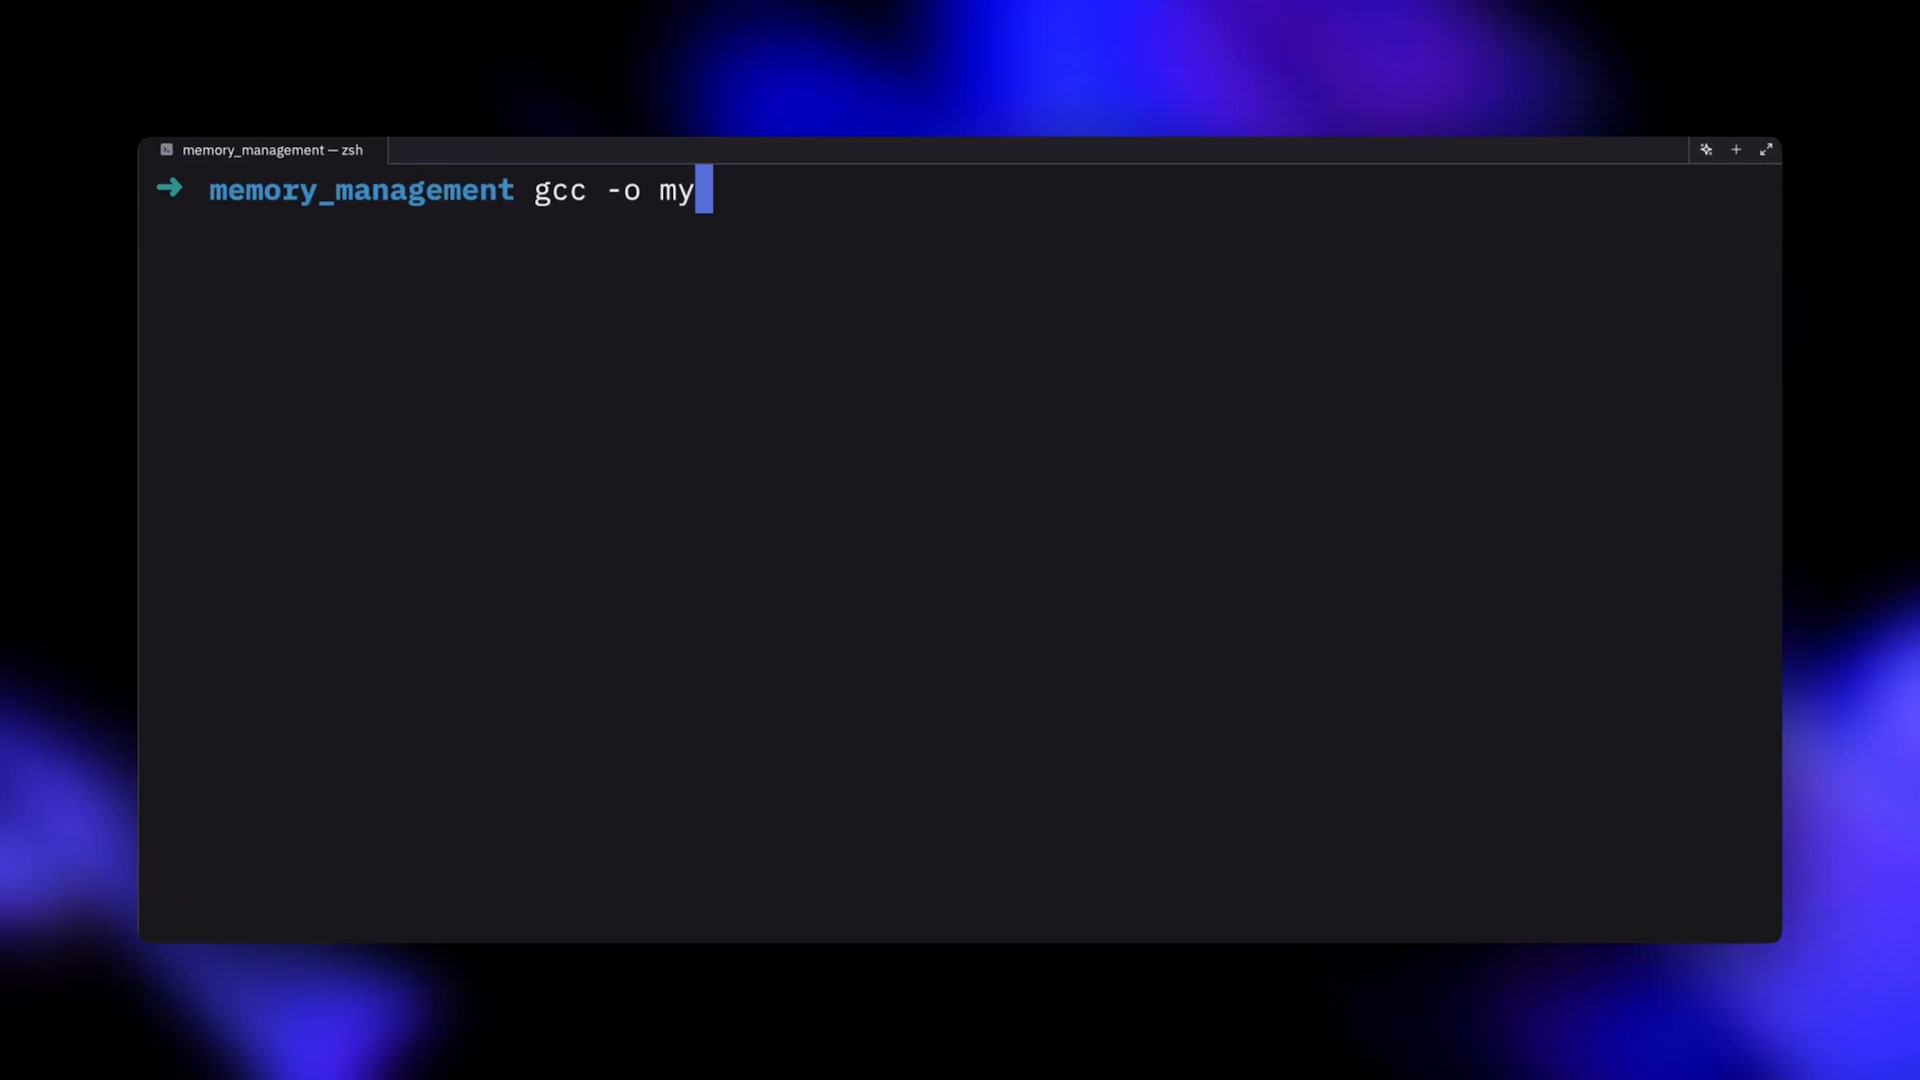 memory_management — zsh
➜ memory_management gcc -o my